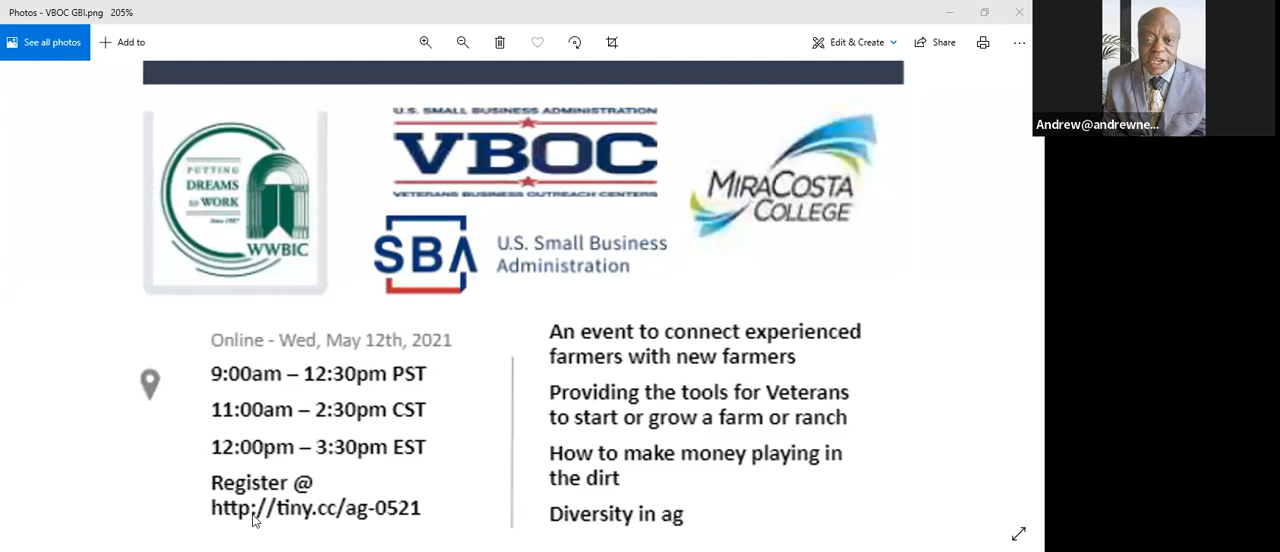 Photos - VBOC GBI.png 205%
See all photos
Add to
Edit & Create
Share
Andrew@andrewne...
PUTTING
DREAMS
to WORK
Since 1987
WWBIC
U.S. SMALL BUSINESS ADMINISTRATION
VBOC
VETERANS BUSINESS OUTREACH CENTERS
SBA
U.S. Small Business
Administration
MIRACOSTA
COLLEGE
Online - Wed, May 12th, 2021
9:00am – 12:30pm PST
11:00am – 2:30pm CST
12:00pm – 3:30pm EST
Register @
http://tiny.cc/ag-0521
An event to connect experienced
farmers with new farmers
Providing the tools for Veterans
to start or grow a farm or ranch
How to make money playing in
the dirt
Diversity in ag